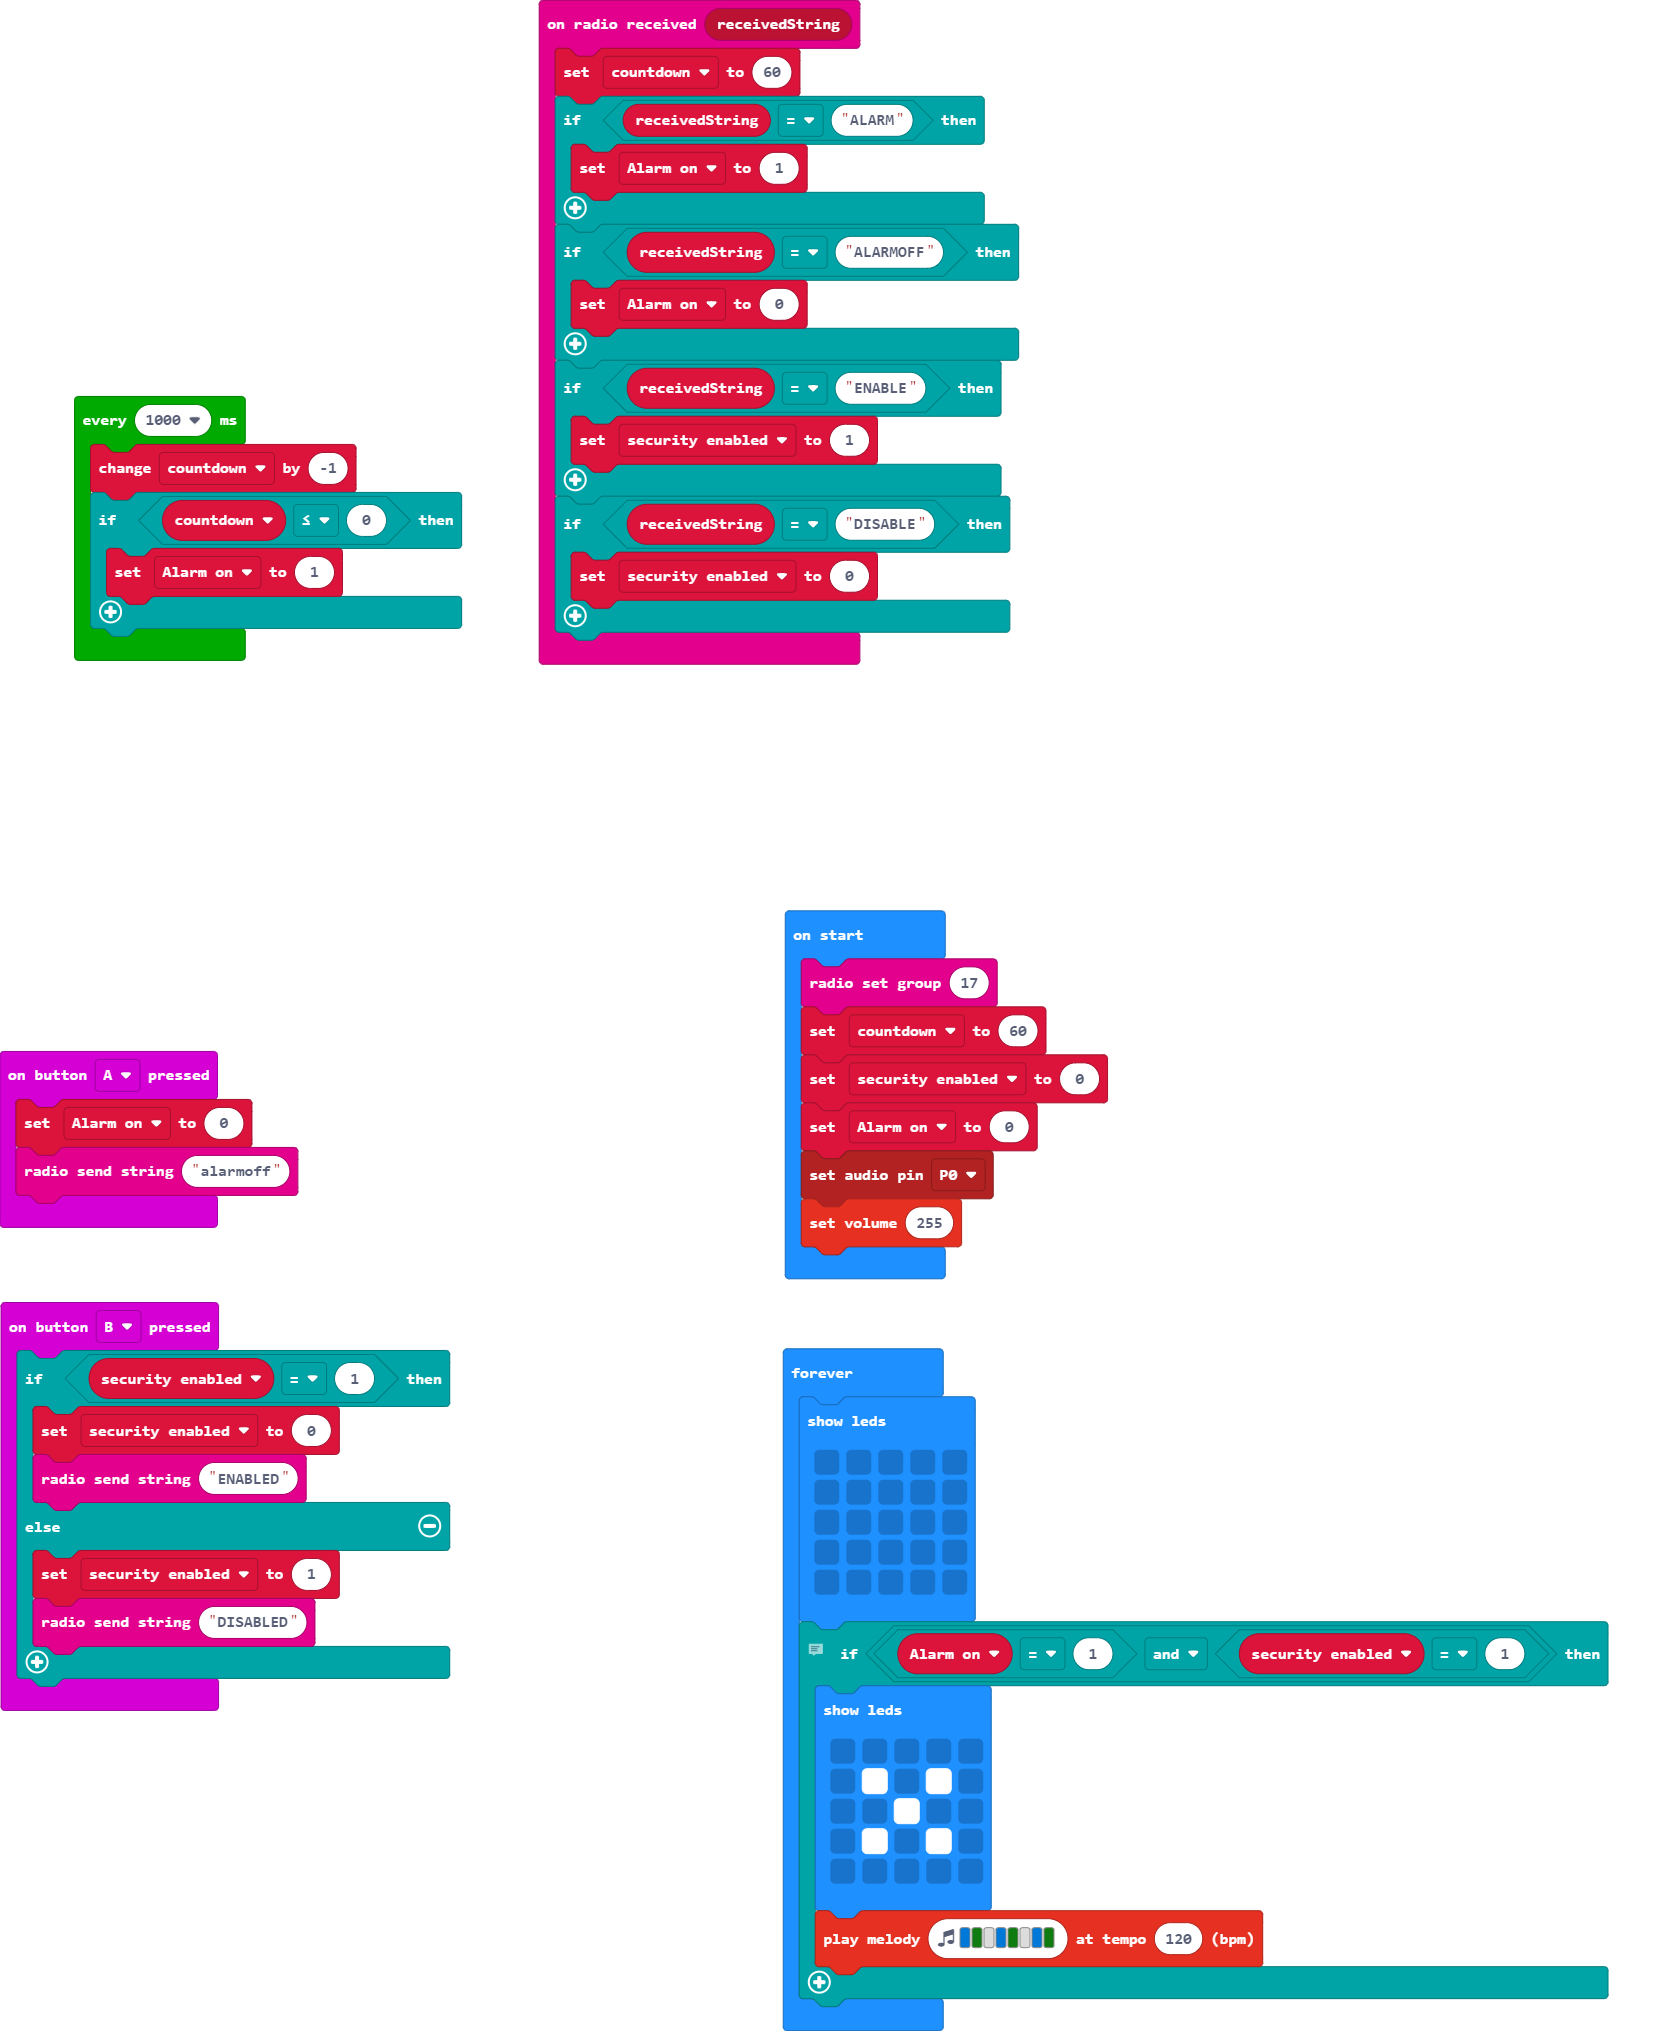 on radio received receivedString
set countdown to 60
if receivedString = "ALARM" then
set Alarm on to 1
if receivedString = "ALARMOFF" then
set Alarm on to 0
if receivedString = "ENABLE" then
set security enabled to 1
if receivedString = "DISABLE" then
set security enabled to 0
every 1000 ms
change countdown by -1
if countdown ≤ 0 then
set Alarm on to 1
on start
radio set group 17
set countdown to 60
set security enabled to 0
set Alarm on to 0
set audio pin P0
set volume 255
on button A pressed
set Alarm on to 0
radio send string "alarmoff"
on button B pressed
if security enabled = 1 then
set security enabled to 0
radio send string "ENABLED"
else
set security enabled to 1
radio send string "DISABLED"
forever
show leds
if Alarm on = 1 and security enabled = 1 then
show leds
play melody at tempo 120 (bpm)